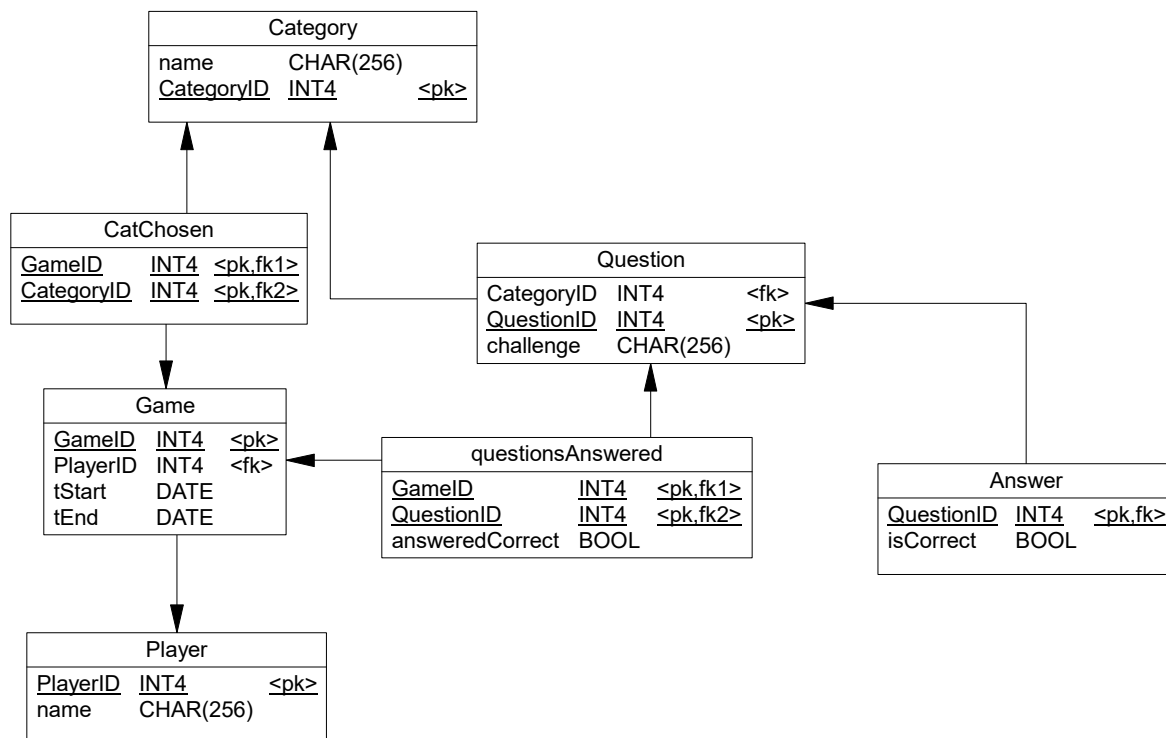 Category
name CHAR(256)
CategoryID INT4 <pk>
CatChosen
GameID INT4 <pk,fk1>
CategoryID INT4 <pk,fk2>
Question
CategoryID INT4 <fk>
QuestionID INT4 <pk>
challenge CHAR(256)
Game
GameID INT4 <pk>
PlayerID INT4 <fk>
tStart DATE
tEnd DATE
questionsAnswered
GameID INT4 <pk,fk1>
QuestionID INT4 <pk,fk2>
answeredCorrect BOOL
Answer
QuestionID INT4 <pk,fk>
isCorrect BOOL
Player
PlayerID INT4 <pk>
name CHAR(256)